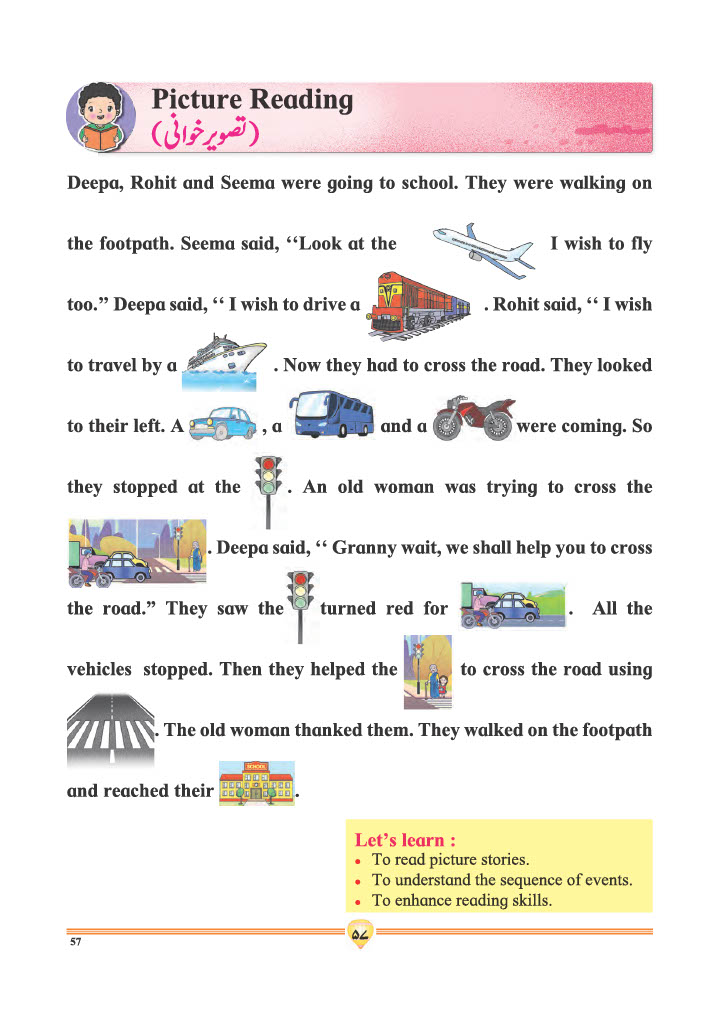 Picture Reading
(تصویر خوانی)
Deepa, Rohit and Seema were going to school. They were walking on
the footpath. Seema said, ‘‘Look at the I wish to fly
too.” Deepa said, ‘‘ I wish to drive a . Rohit said, ‘‘ I wish
to travel by a . Now they had to cross the road. They looked
to their left. A , a and a were coming. So
they stopped at the . An old woman was trying to cross the
. Deepa said, ‘‘ Granny wait, we shall help you to cross
the road.” They saw the turned red for . All the
vehicles stopped. Then they helped the to cross the road using
. The old woman thanked them. They walked on the footpath
SCHOOL
and reached their .
Let’s learn :
• To read picture stories.
• To understand the sequence of events.
• To enhance reading skills.
57
۵۷